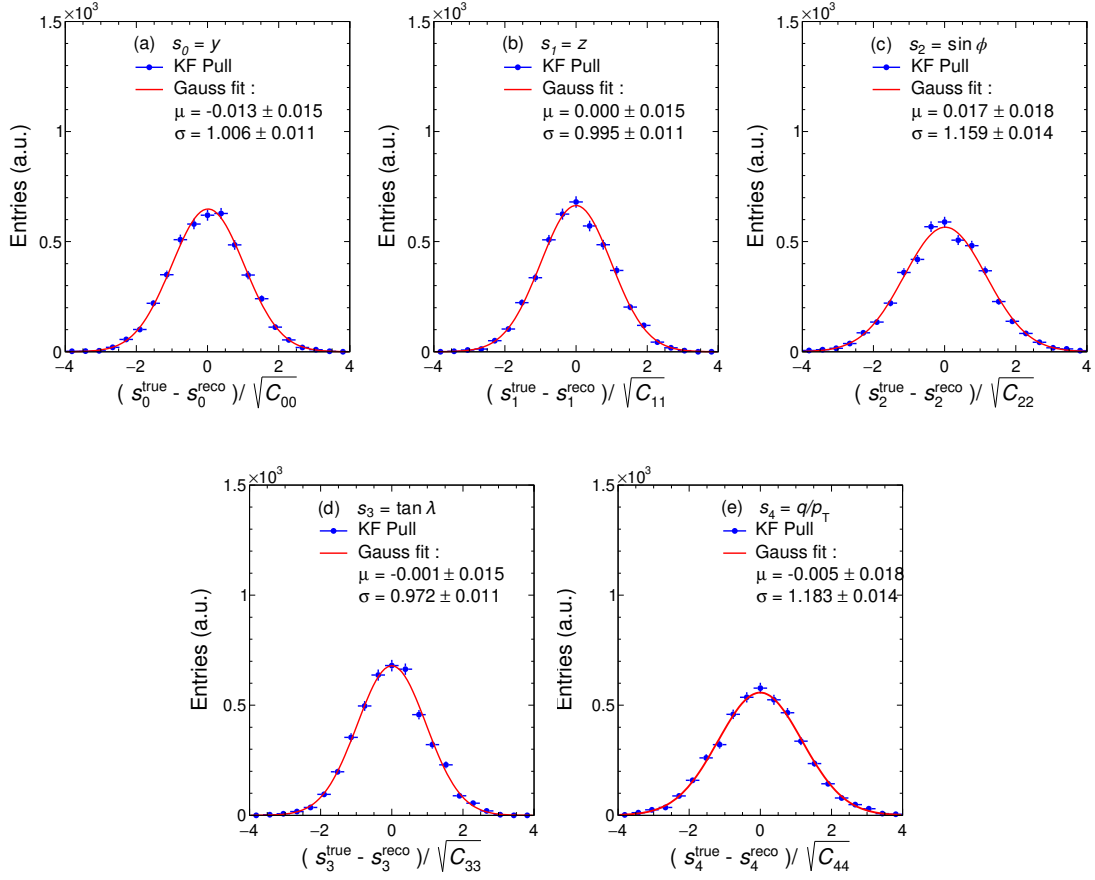 (a) s₀ = y
KF Pull
Gauss fit :
μ = -0.013 ± 0.015
σ = 1.006 ± 0.011
×10³
1.5
1
0.5
0
Entries (a.u.)
−4 −2 0 2 4
( s₀^true - s₀^reco )/ √C₀₀
(b) s₁ = z
KF Pull
Gauss fit :
μ = 0.000 ± 0.015
σ = 0.995 ± 0.011
×10³
1.5
1
0.5
0
Entries (a.u.)
−4 −2 0 2 4
( s₁^true - s₁^reco )/ √C₁₁
(c) s₂ = sin ϕ
KF Pull
Gauss fit :
μ = 0.017 ± 0.018
σ = 1.159 ± 0.014
×10³
1.5
1
0.5
0
Entries (a.u.)
−4 −2 0 2 4
( s₂^true - s₂^reco )/ √C₂₂
(d) s₃ = tan λ
KF Pull
Gauss fit :
μ = -0.001 ± 0.015
σ = 0.972 ± 0.011
×10³
1.5
1
0.5
0
Entries (a.u.)
−4 −2 0 2 4
( s₃^true - s₃^reco )/ √C₃₃
(e) s₄ = q/p_T
KF Pull
Gauss fit :
μ = -0.005 ± 0.018
σ = 1.183 ± 0.014
×10³
1.5
1
0.5
0
Entries (a.u.)
−4 −2 0 2 4
( s₄^true - s₄^reco )/ √C₄₄